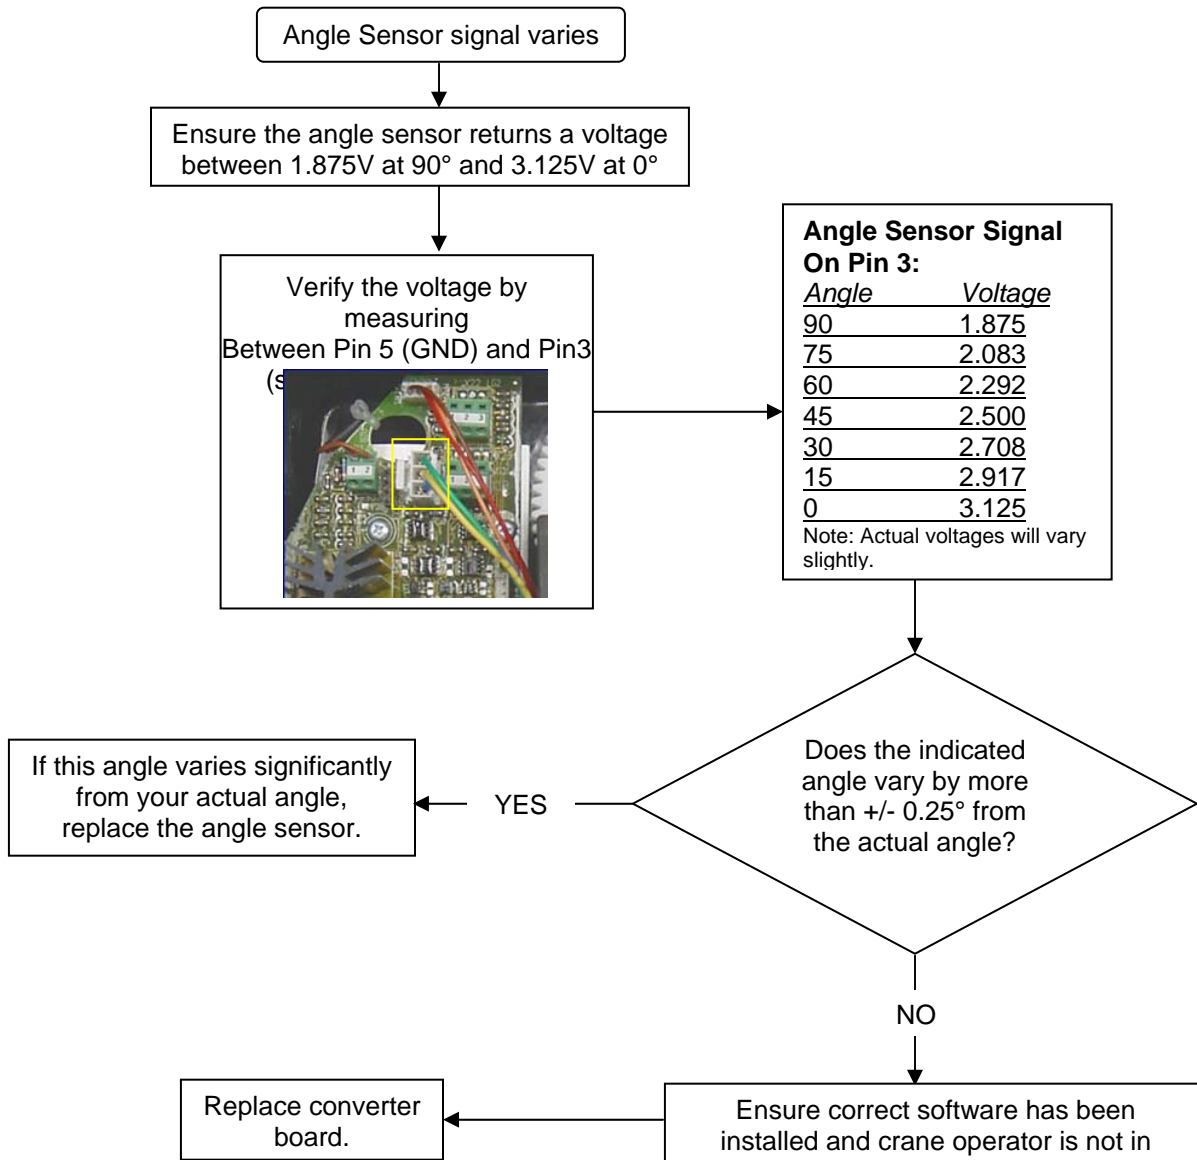 Angle Sensor signal varies
Ensure the angle sensor returns a voltage
between 1.875V at 90° and 3.125V at 0°
Verify the voltage by
measuring
Between Pin 5 (GND) and Pin3
Angle Sensor Signal
On Pin 3:
Angle Voltage
90 1.875
75 2.083
60 2.292
45 2.500
30 2.708
15 2.917
0 3.125
Note: Actual voltages will vary
slightly.
1 2 3
1 2
Does the indicated
angle vary by more
than +/- 0.25° from
the actual angle?
YES
If this angle varies significantly
from your actual angle,
replace the angle sensor.
NO
Ensure correct software has been
installed and crane operator is not in
Replace converter
board.